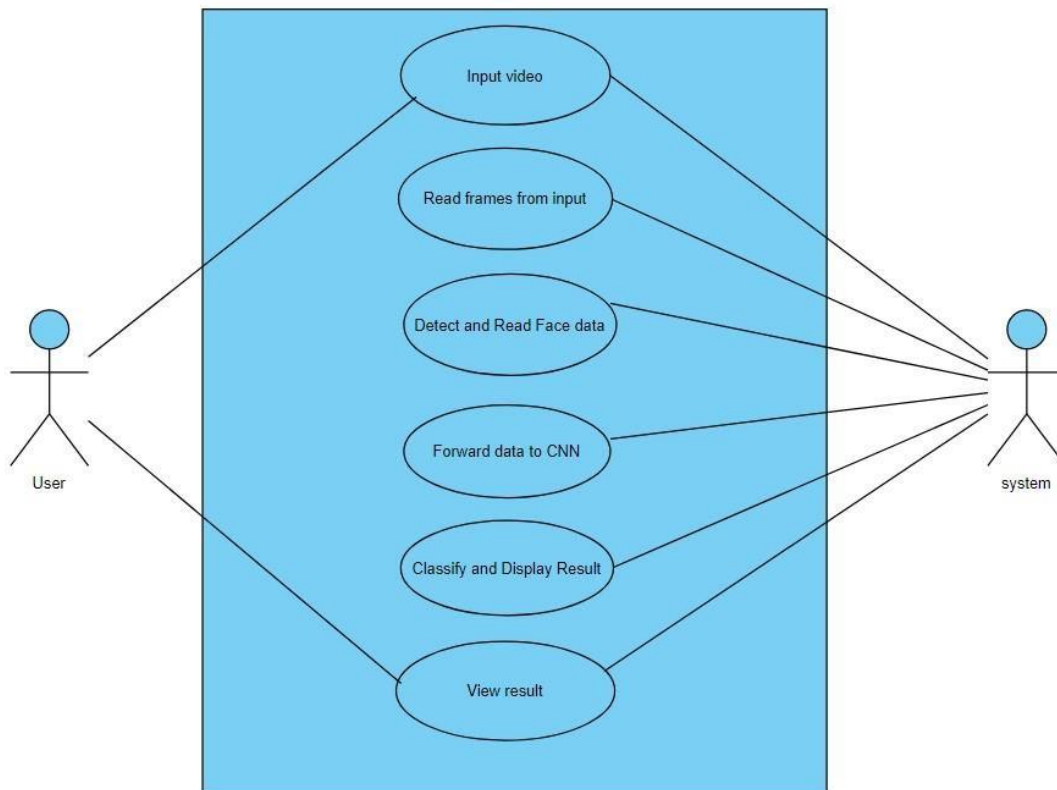 Input video
Read frames from input
Detect and Read Face data
Forward data to CNN
User
system
Classify and Display Result
View result